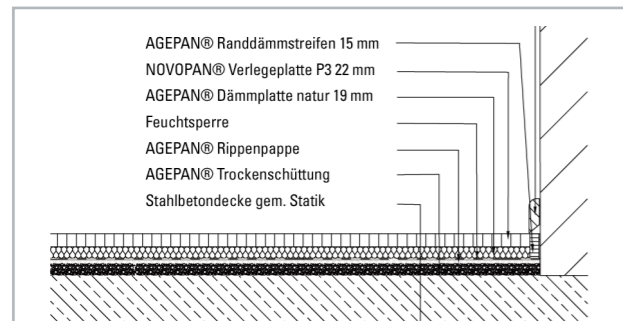 AGEPAN® Randdämmstreifen 15 mm
NOVOPAN® Verlegeplatte P3 22 mm
AGEPAN® Dämmplatte natur 19 mm
Feuchtsperre
AGEPAN® Rippenpappe
AGEPAN® Trockenschüttung
Stahlbetondecke gem. Statik